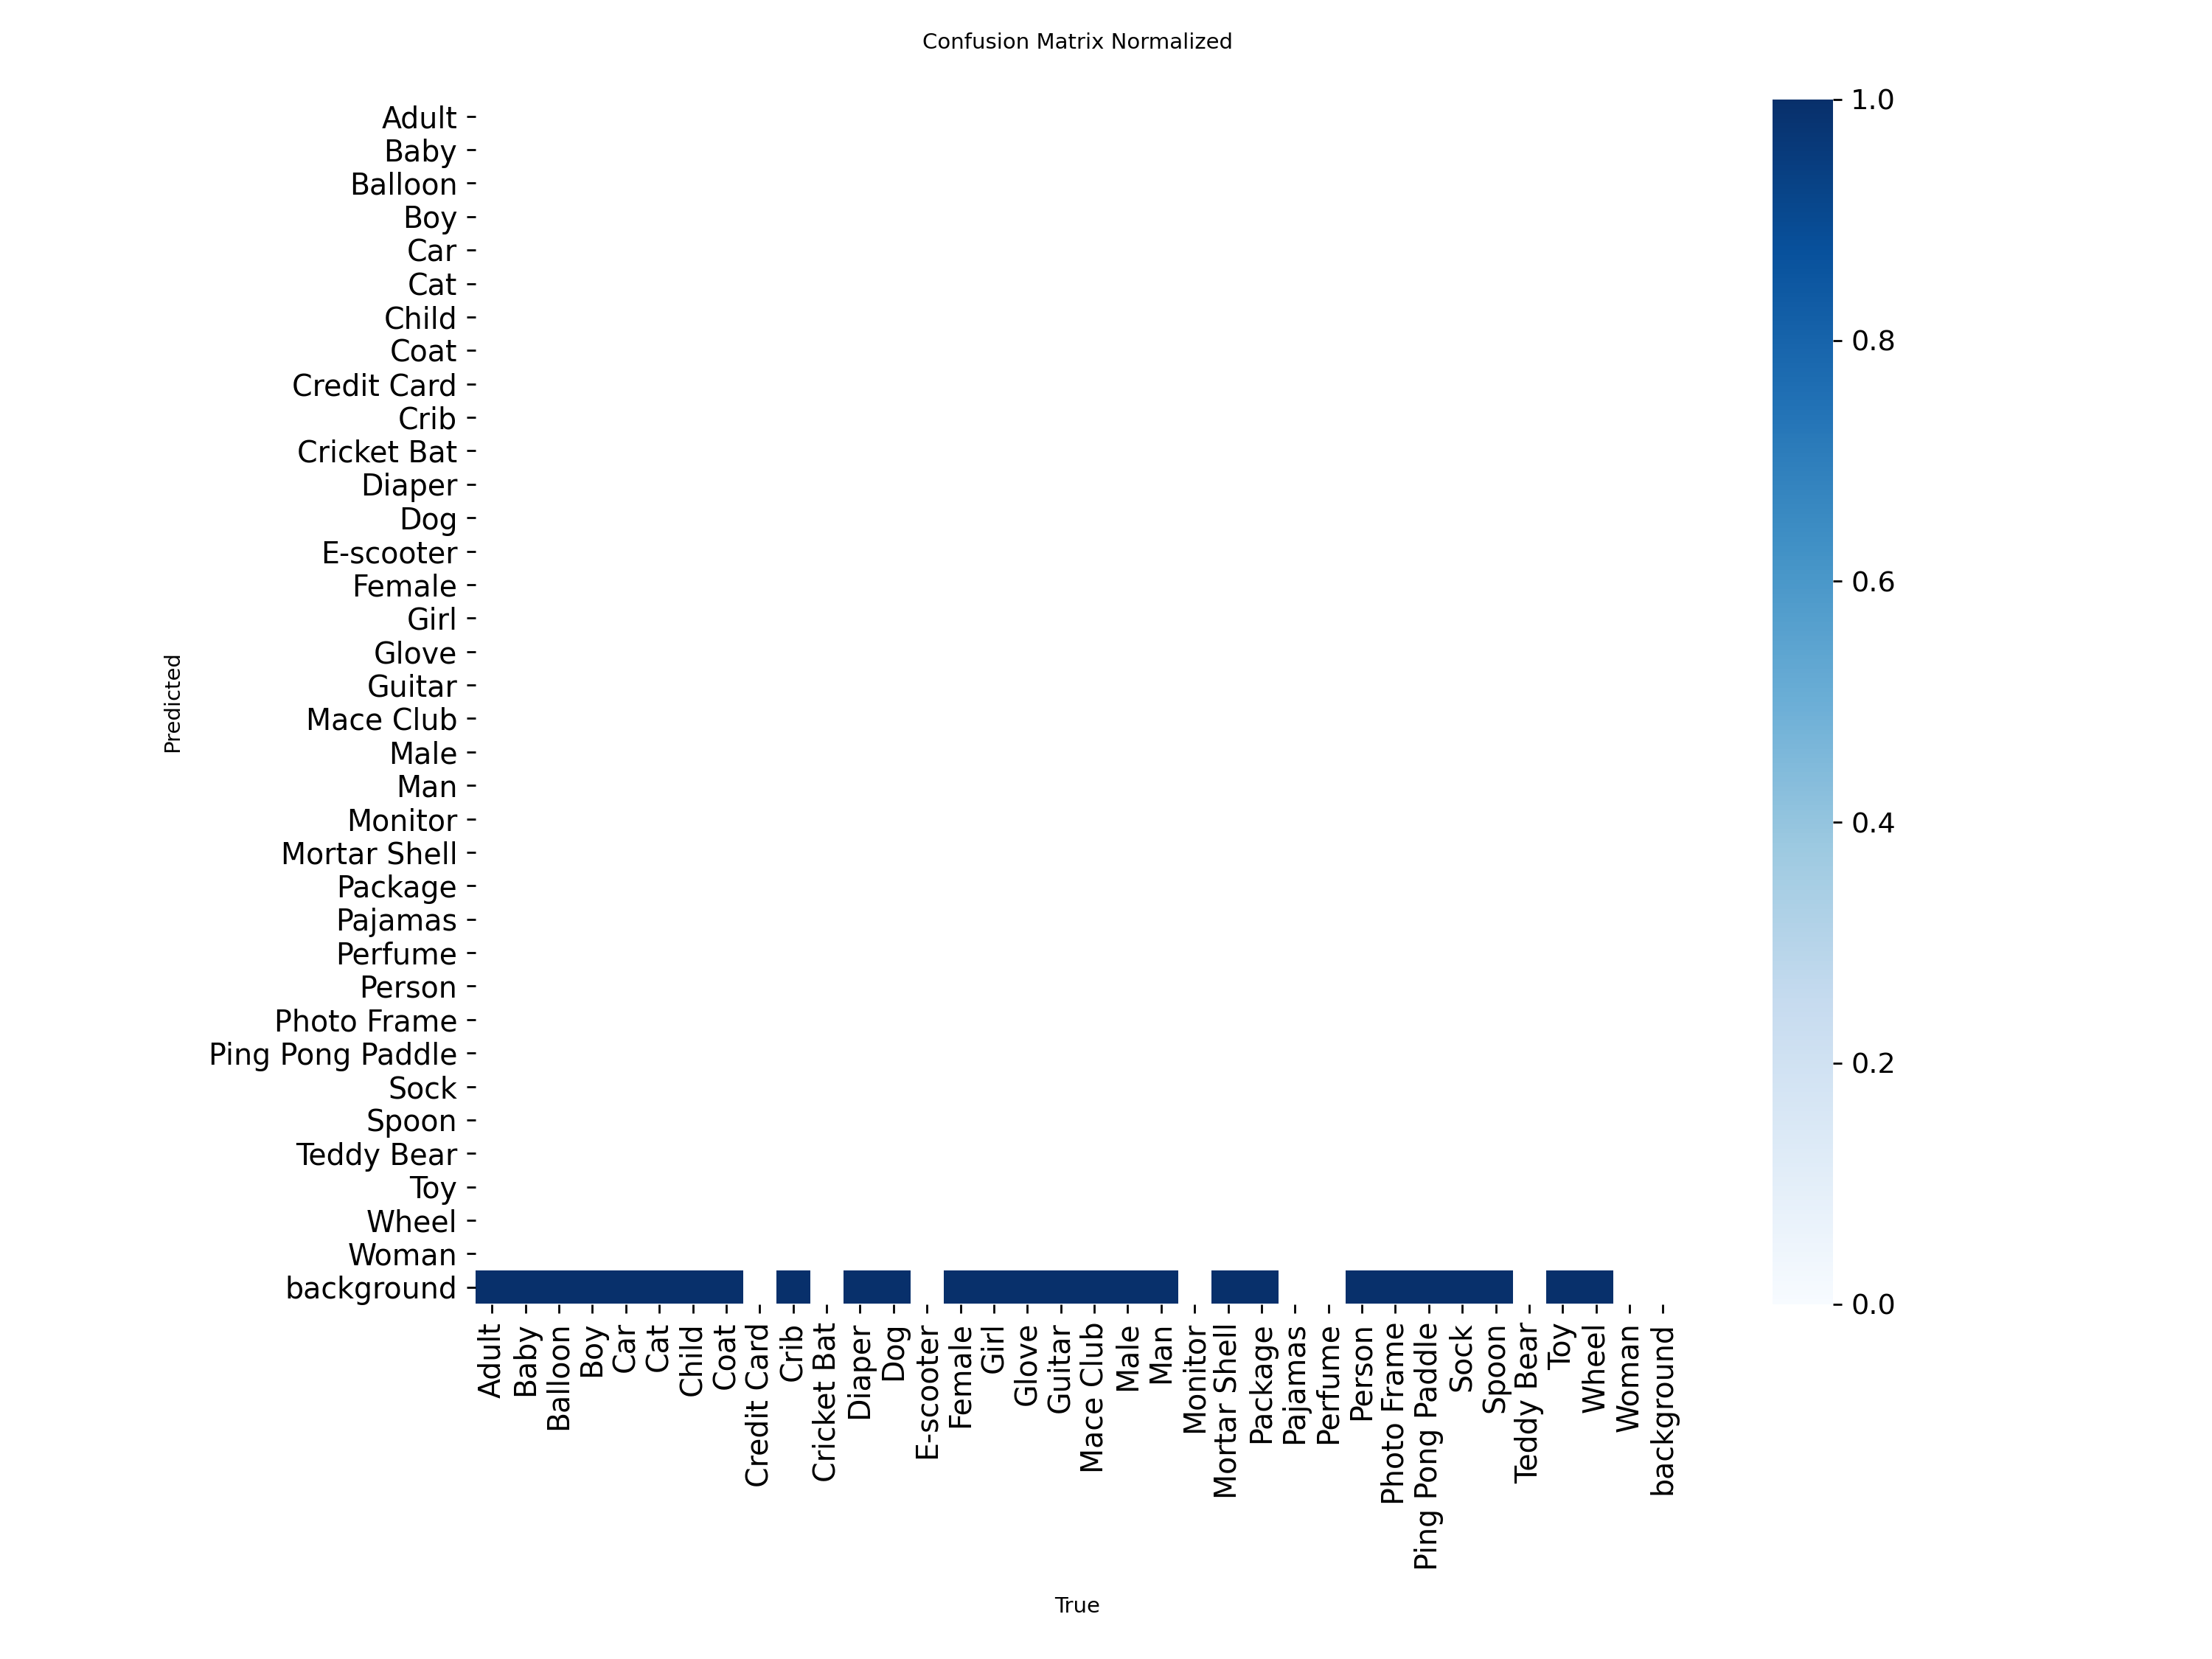 Confusion Matrix Normalized
Adult
Baby
Balloon
Boy
Car
Cat
Child
Coat
Credit Card
Crib
Cricket Bat
Diaper
Dog
E-scooter
Female
Girl
Glove
Guitar
Mace Club
Male
Man
Monitor
Mortar Shell
Package
Pajamas
Perfume
Person
Photo Frame
Ping Pong Paddle
Sock
Spoon
Teddy Bear
Toy
Wheel
Woman
background
Predicted
Adult
Baby
Balloon
Boy
Car
Cat
Child
Coat
Credit Card
Crib
Cricket Bat
Diaper
Dog
E-scooter
Female
Girl
Glove
Guitar
Mace Club
Male
Man
Monitor
Mortar Shell
Package
Pajamas
Perfume
Person
Photo Frame
Ping Pong Paddle
Sock
Spoon
Teddy Bear
Toy
Wheel
Woman
background
True
1.0
0.8
0.6
0.4
0.2
0.0